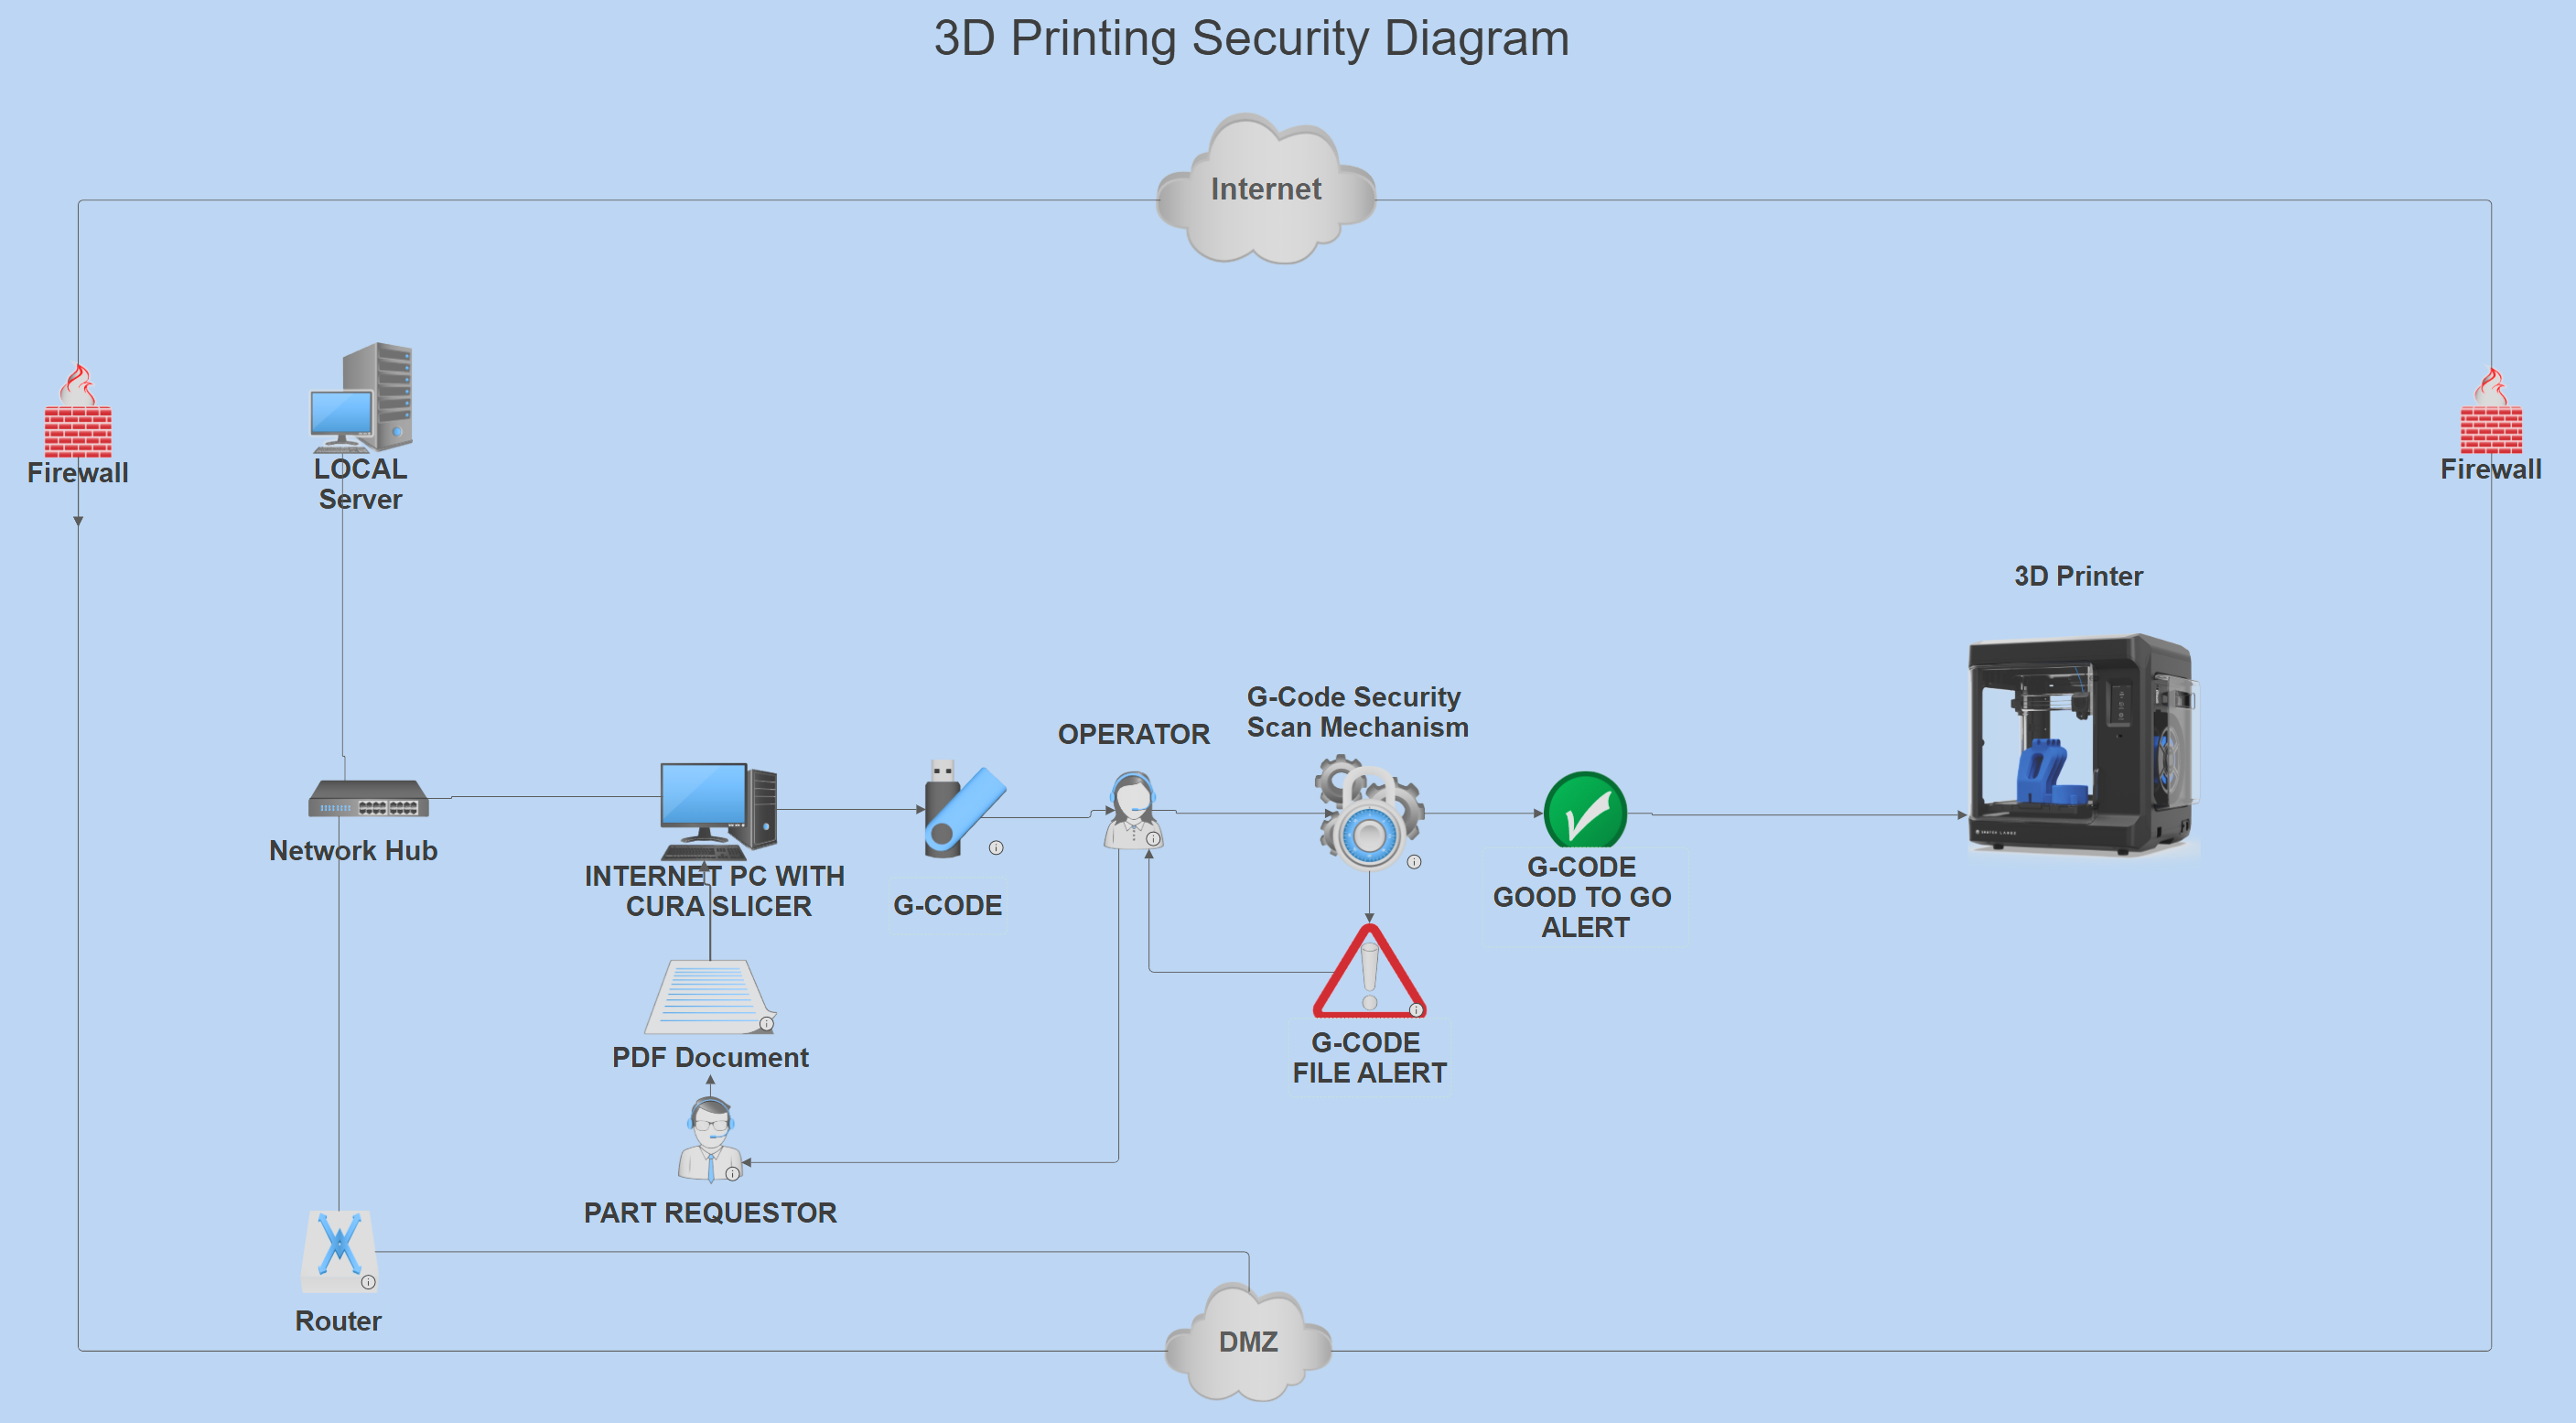 3D Printing Security Diagram
Internet
Firewall
LOCAL
Server
Firewall
3D Printer
G-Code Security
Scan Mechanism
OPERATOR
Network Hub
INTERNET PC WITH
CURA SLICER
G-CODE
G-CODE
GOOD TO GO
ALERT
PDF Document
G-CODE
FILE ALERT
PART REQUESTOR
Router
DMZ